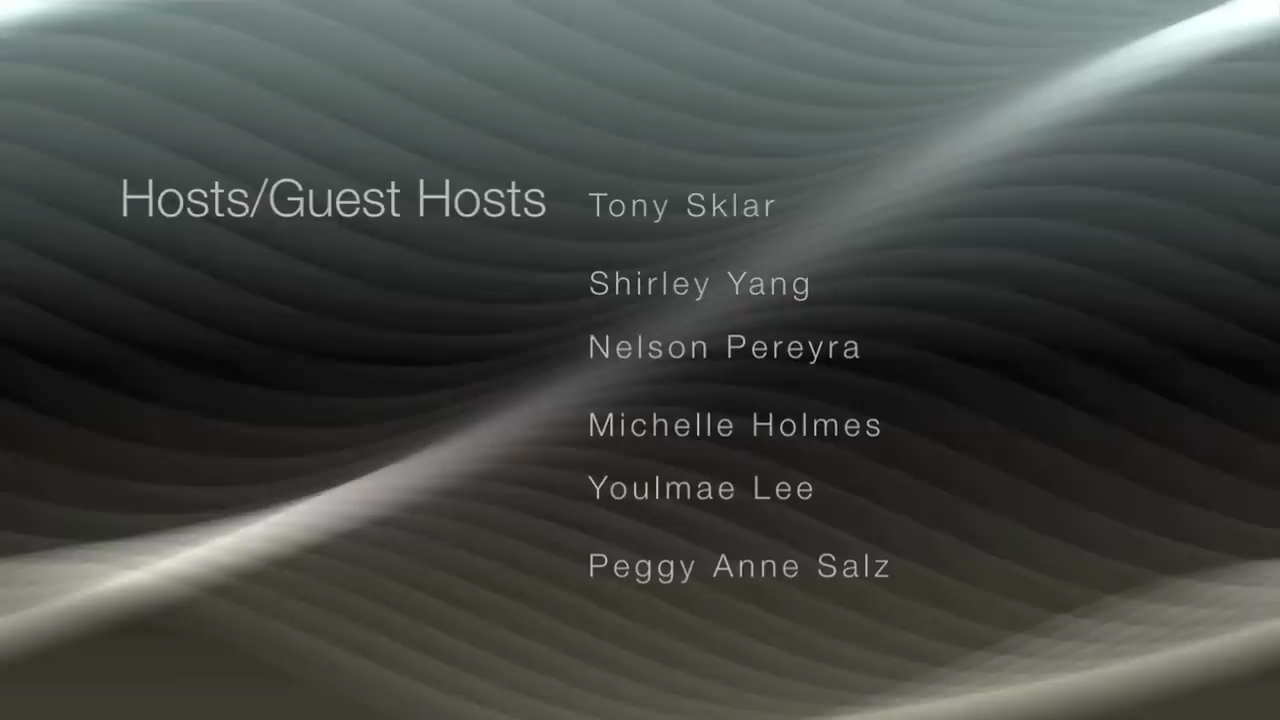 Hosts/Guest Hosts Tony Sklar
Shirley Yang
Nelson Pereyra
Michelle Holmes
Youlmae Lee
Peggy Anne Salz